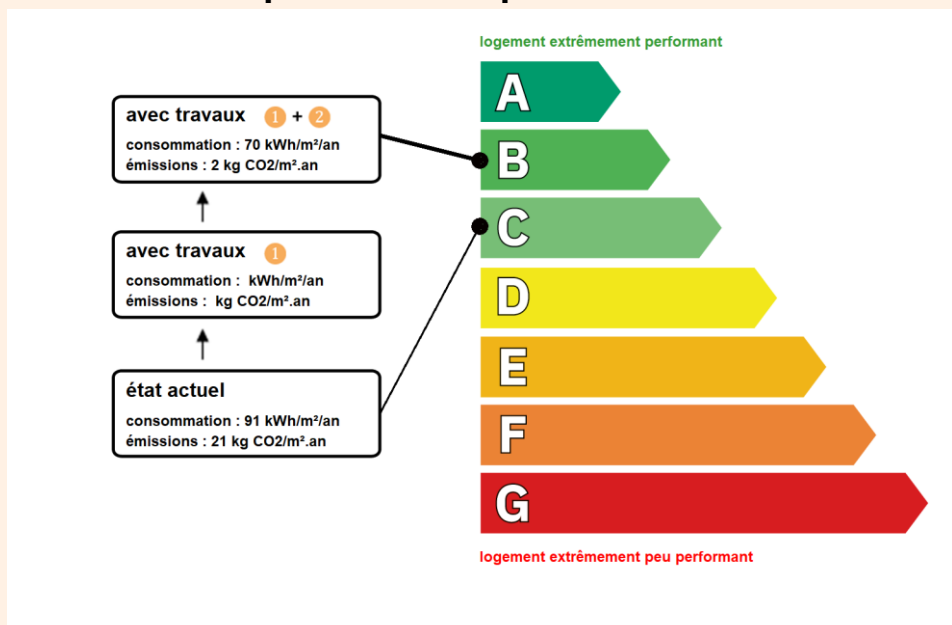 logement extrêmement performant
avec travaux 1 + 2
consommation : 70 kWh/m²/an
émissions : 2 kg CO2/m².an
avec travaux 1
consommation : kWh/m²/an
émissions : kg CO2/m².an
état actuel
consommation : 91 kWh/m²/an
émissions : 21 kg CO2/m².an
A
B
C
D
E
F
G
logement extrêmement peu performant